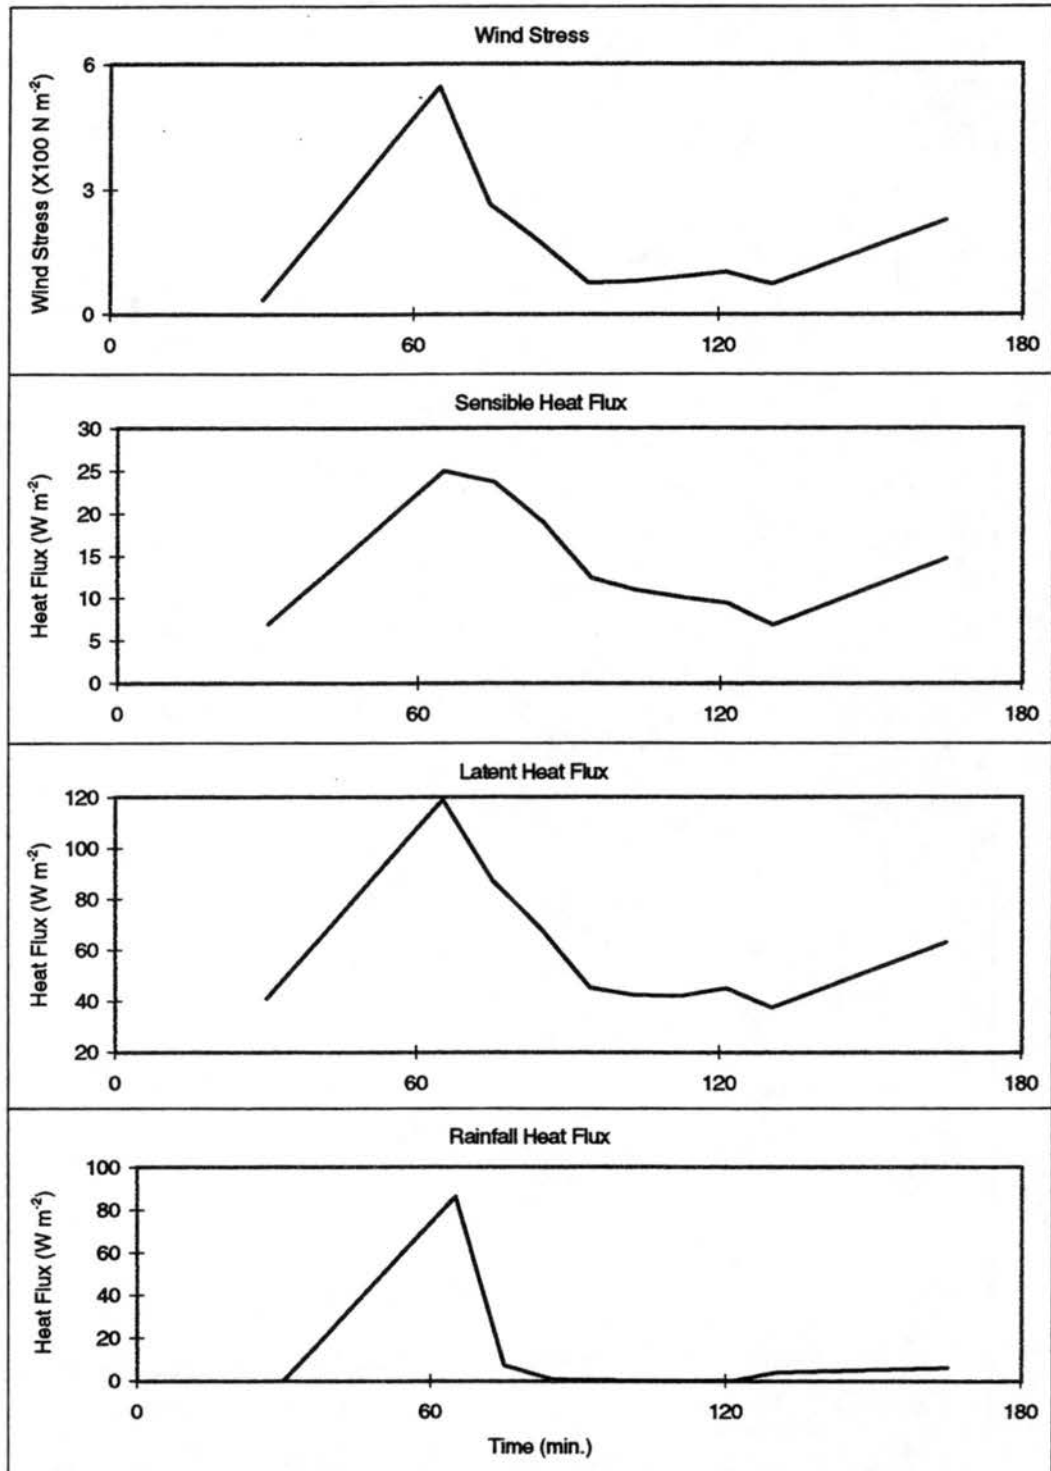 Wind Stress
Wind Stress (X100 N m-2)
6
3
0
0 60 120 180
Sensible Heat Flux
Heat Flux (W m-2)
30
25
20
15
10
5
0
0 60 120 180
Latent Heat Flux
Heat Flux (W m-2)
120
100
80
60
40
20
0 60 120 180
Rainfall Heat Flux
Heat Flux (W m-2)
100
80
60
40
20
0
0 60 120 180
Time (min.)